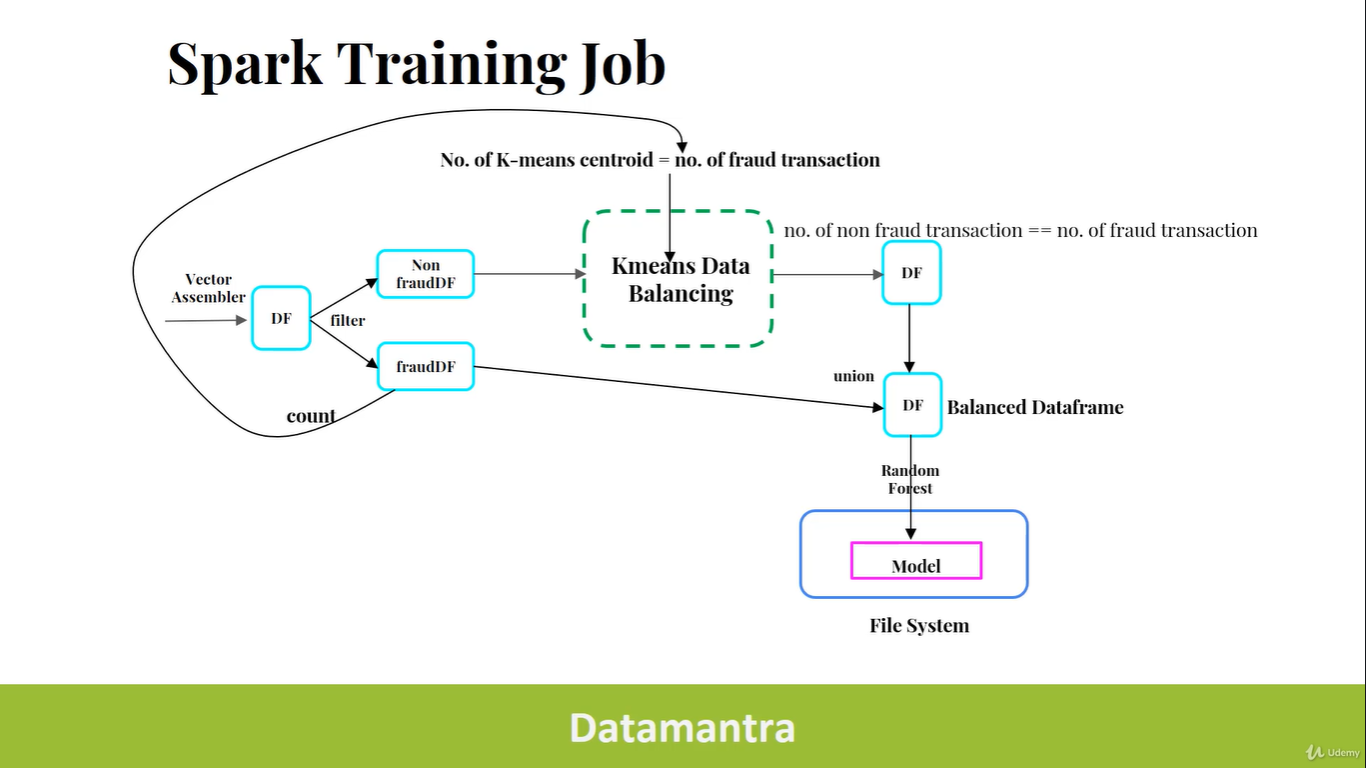 Spark Training Job
No. of K-means centroid = no. of fraud transaction
no. of non fraud transaction == no. of fraud transaction
Vector
Assembler
DF
filter
Non
fraudDF
fraudDF
count
Kmeans Data
Balancing
DF
union
DF
Balanced Dataframe
Random
Forest
Model
File System
Datamantra
Udemy